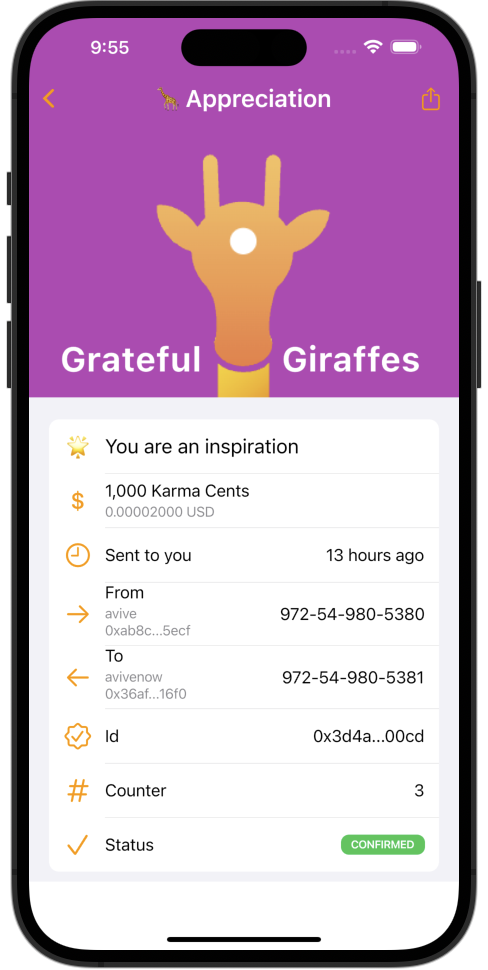 9:55
Appreciation
Grateful Giraffes
You are an inspiration
$ 1,000 Karma Cents
0.00002000 USD
Sent to you 13 hours ago
From
avive 972-54-980-5380
0xab8c...5ecf
To
avivenow 972-54-980-5381
0x36af...16f0
Id 0x3d4a...00cd
# Counter 3
Status CONFIRMED